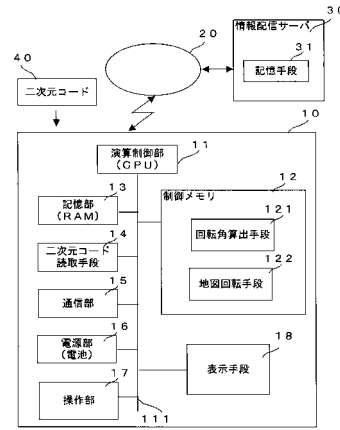 30
情報配信サーバ
20
31
記憶手段
40
二次元コード
10
11
演算制御部
(CPU)
12
制御メモリ
13
記憶部
(RAM)
121
回転角算出手段
14
二次元コード
読取手段
122
地図回転手段
15
通信部
16
電源部
(電池)
18
表示手段
17
操作部
111